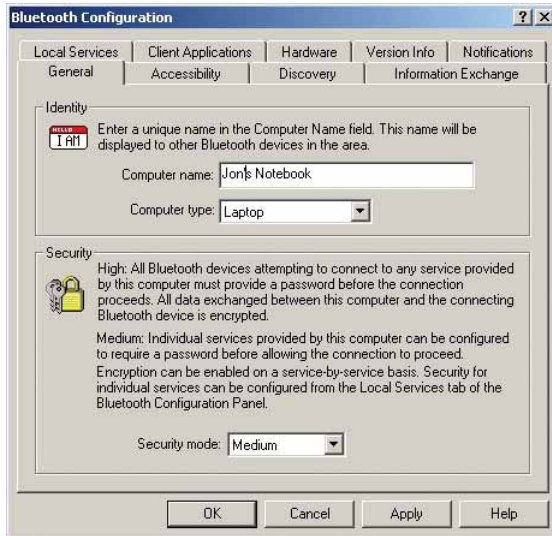 Bluetooth Configuration
Local Services Client Applications Hardware Version Info Notifications
General Accessibility Discovery Information Exchange
Identity
HELLO
I AM
Enter a unique name in the Computer Name field. This name will be
displayed to other Bluetooth devices in the area.
Computer name: Jon's Notebook
Computer type: Laptop
Security
High: All Bluetooth devices attempting to connect to any service provided
by this computer must provide a password before the connection
proceeds. All data exchanged between this computer and the connecting
Bluetooth device is encrypted.
Medium: Individual services provided by this computer can be configured
to require a password before allowing the connection to proceed.
Encryption can be enabled on a service-by-service basis. Security for
individual services can be configured from the Local Services tab of the
Bluetooth Configuration Panel.
Security mode: Medium
OK Cancel Apply Help